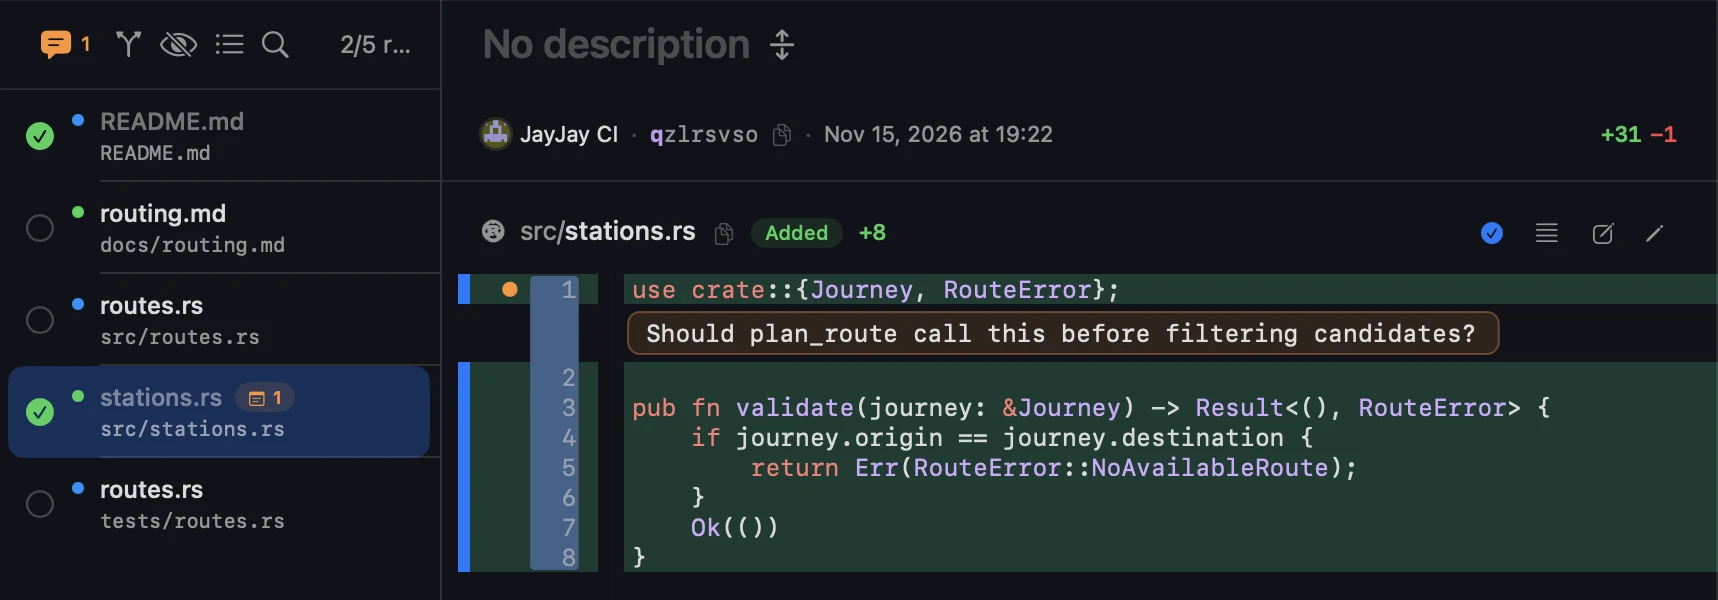 1
2/5 r...
No description
README.md
README.md
routing.md
docs/routing.md
routes.rs
src/routes.rs
stations.rs 1
src/stations.rs
routes.rs
tests/routes.rs
JayJay CI · qzlrsvso · Nov 15, 2026 at 19:22 +31 −1
src/stations.rs Added +8
1 use crate::{Journey, RouteError};
Should plan_route call this before filtering candidates?
2
3 pub fn validate(journey: &Journey) -> Result<(), RouteError> {
4     if journey.origin == journey.destination {
5         return Err(RouteError::NoAvailableRoute);
6     }
7     Ok(())
8 }